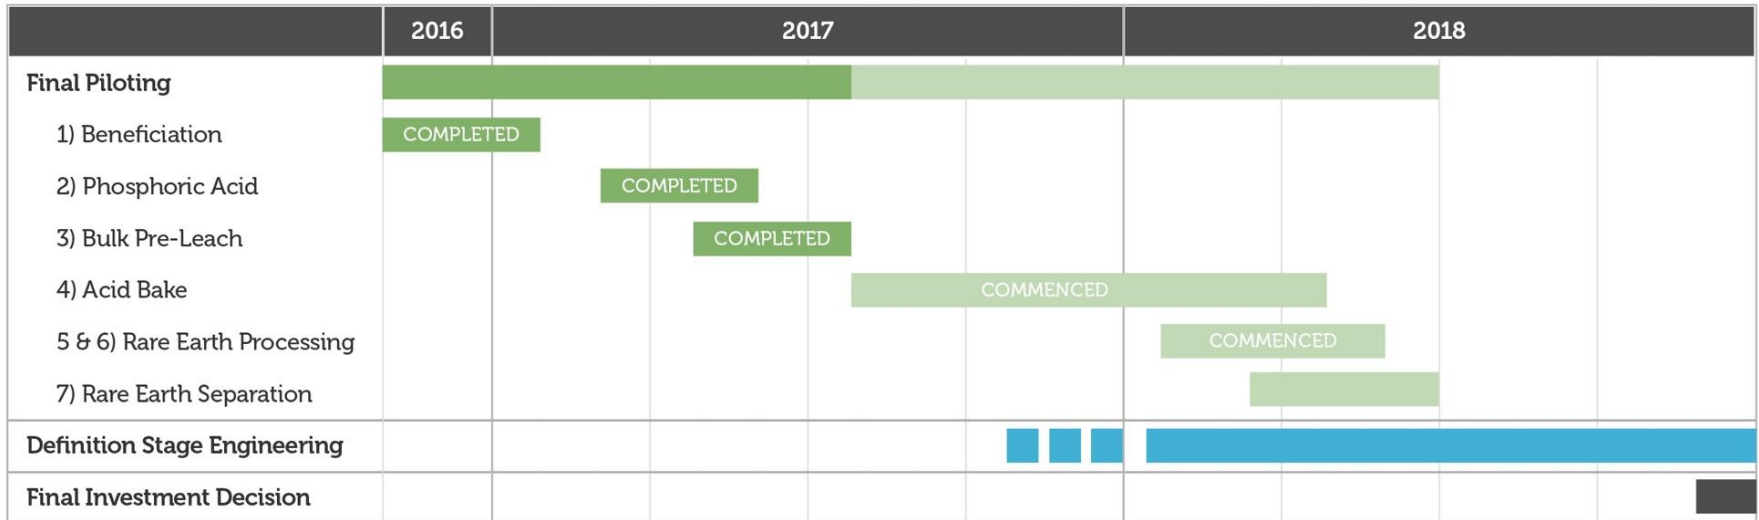 2016 2017 2018
Final Piloting
1) Beneficiation COMPLETED
2) Phosphoric Acid COMPLETED
3) Bulk Pre-Leach COMPLETED
4) Acid Bake COMMENCED
5 & 6) Rare Earth Processing COMMENCED
7) Rare Earth Separation
Definition Stage Engineering
Final Investment Decision